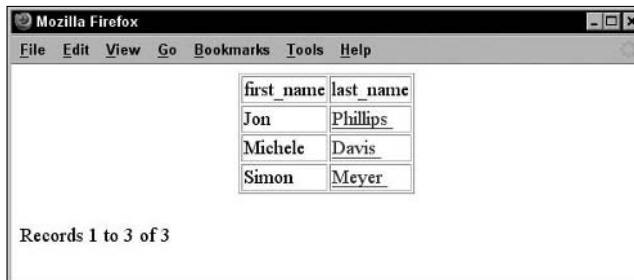 Mozilla Firefox
File Edit View Go Bookmarks Tools Help
first_name last_name
Jon Phillips
Michele Davis
Simon Meyer
Records 1 to 3 of 3